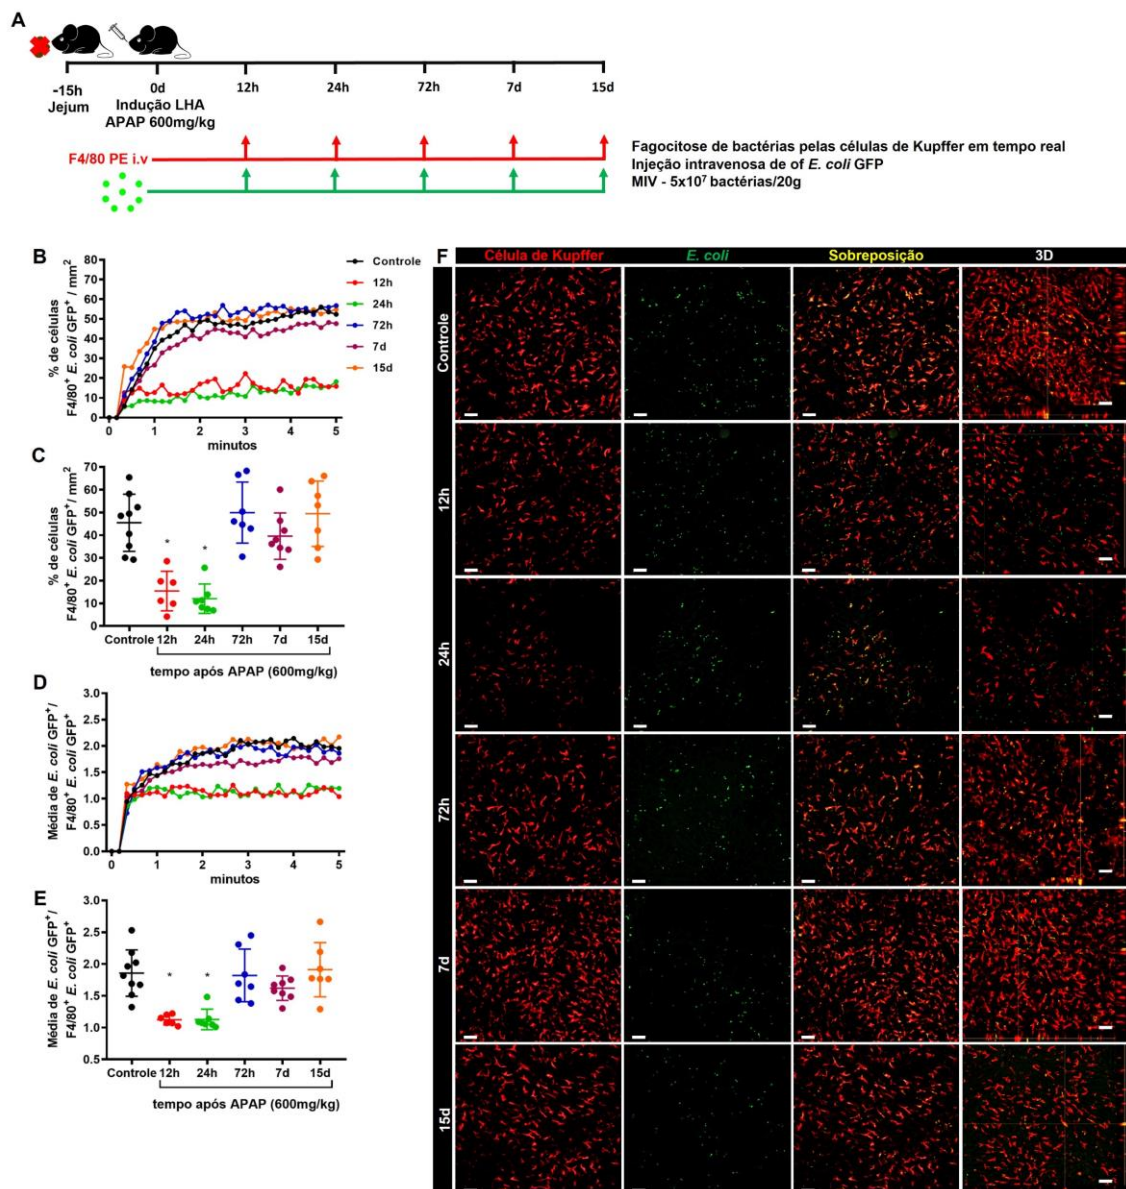 A
-15h
Jejum
0d
Indução LHA
APAP 600mg/kg
12h
24h
72h
7d
15d
F4/80 PE i.v
Fagocitose de bactérias pelas células de Kupffer em tempo real
Injeção intravenosa de of E. coli GFP
MIV - 5x10⁷ bactérias/20g
B
% de células
F4/80⁺ E. coli GFP⁺/ mm²
80
70
60
50
40
30
20
10
0
0
1
2
3
4
5
minutos
Controle
12h
24h
72h
7d
15d
C
% de células
F4/80⁺ E. coli GFP⁺/ mm²
70
60
50
40
30
20
10
0
*
*
Controle
12h
24h
72h
7d
15d
tempo após APAP (600mg/kg)
D
Média de E. coli GFP⁺/
F4/80⁺ E. coli GFP⁺
3.0
2.5
2.0
1.5
1.0
0.5
0.0
0
1
2
3
4
5
minutos
E
Média de E. coli GFP⁺/
F4/80⁺ E. coli GFP⁺
3.0
2.5
2.0
1.5
1.0
0.5
*
*
Controle
12h
24h
72h
7d
15d
tempo após APAP (600mg/kg)
F
Célula de Kupffer
E. coli
Sobreposição
3D
Controle
12h
24h
72h
7d
15d